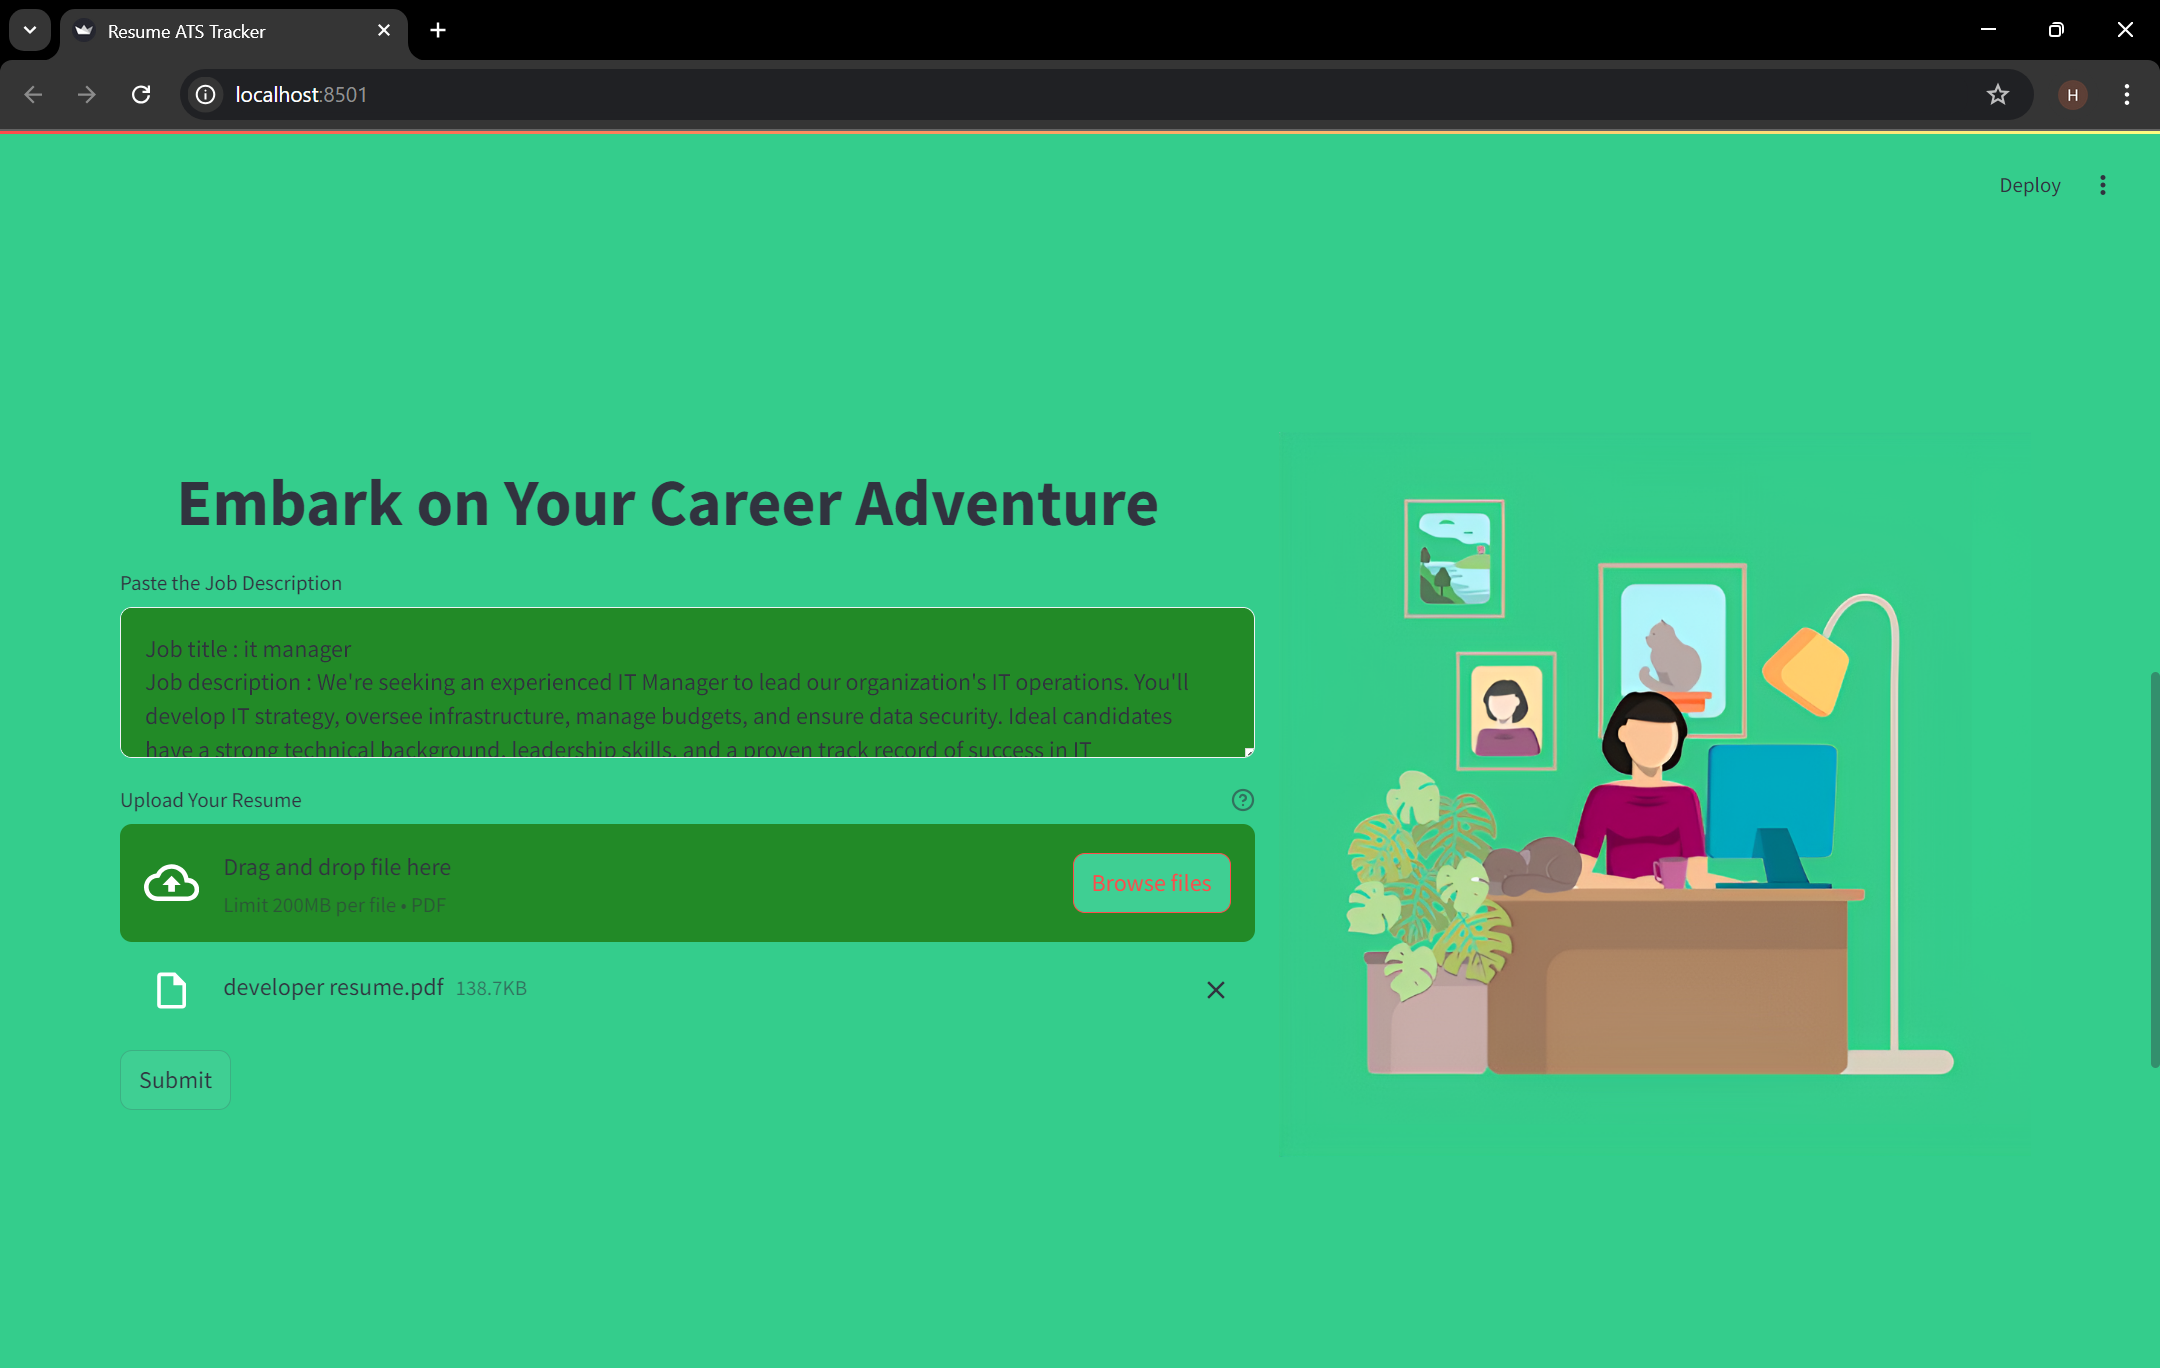 Resume ATS Tracker
localhost:8501
H
Deploy
Embark on Your Career Adventure
Paste the Job Description
Job title : it manager
Job description : We're seeking an experienced IT Manager to lead our organization's IT operations. You'll
develop IT strategy, oversee infrastructure, manage budgets, and ensure data security. Ideal candidates
have a strong technical background, leadership skills, and a proven track record of success in IT
Upload Your Resume
Drag and drop file here
Limit 200MB per file • PDF
Browse files
developer resume.pdf 138.7KB
Submit